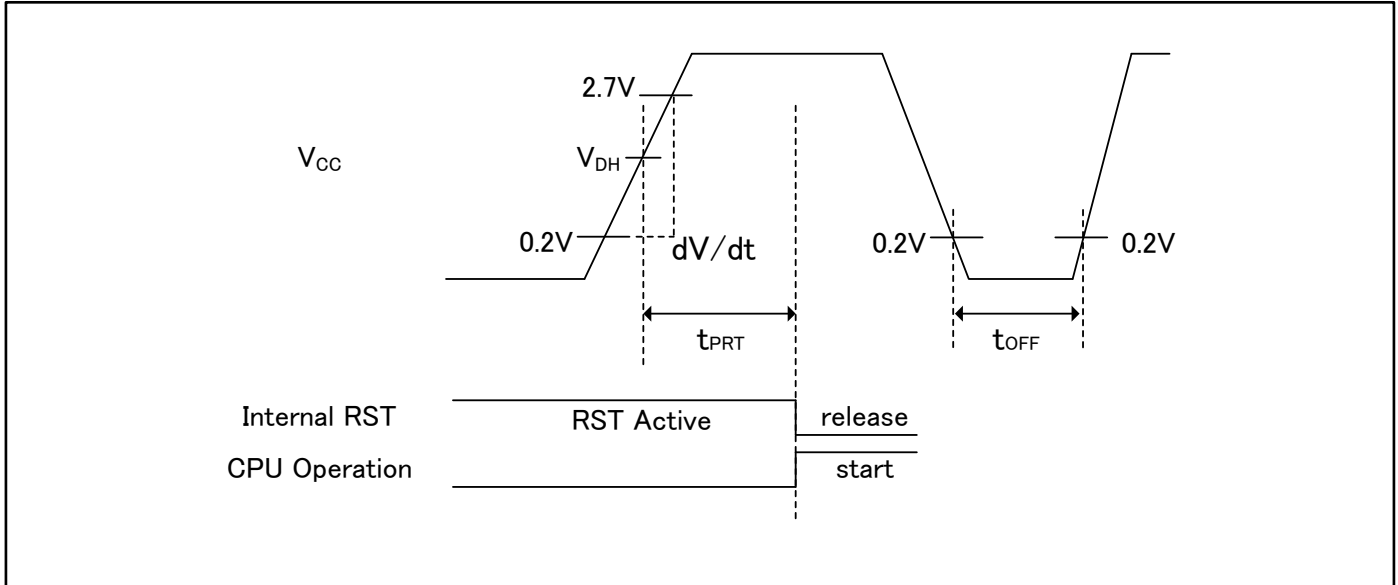 2.7V
VCC
VDH
0.2V
dV/dt
0.2V
0.2V
tPRT
tOFF
Internal RST
RST Active
release
CPU Operation
start